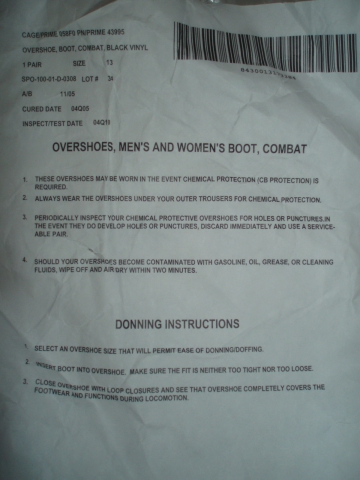 CAGE/PRIME, 958F0 PN/PRIME 43995
OVERSHOE, BOOT, COMBAT, BLACK VINYL
1 PAIR SIZE 13
SPO-100-01-D-0306 LOT # 34
A/B 11/05
CURED DATE 04Q05
INSPECT/TEST DATE 04Q15
OVERSHOES, MEN'S AND WOMEN'S BOOT, COMBAT
1. THESE OVERSHOES MAY BE WORN IN THE EVENT CHEMICAL PROTECTION (CB PROTECTION) IS
REQUIRED.
2. ALWAYS WEAR THE OVERSHOES UNDER YOUR OUTER TROUSERS FOR CHEMICAL PROTECTION.
3. PERIODICALLY INSPECT YOUR CHEMICAL PROTECTIVE OVERSHOES FOR HOLES OR PUNCTURES IN
THE EVENT THEY DO DEVELOP HOLES OR PUNCTURES, DISCARD IMMEDIATELY AND USE A SERVICE-
ABLE PAIR.
4. SHOULD YOUR OVERSHOES BECOME CONTAMINATED WITH GASOLINE, OIL, GREASE, OR CLEANING
FLUIDS, WIPE OFF AND AIR DRY WITHIN TWO MINUTES.
DONNING INSTRUCTIONS
1. SELECT AN OVERSHOE SIZE THAT WILL PERMIT EASE OF DONNING/DOFFING.
2. INSERT BOOT INTO OVERSHOE. MAKE SURE THE FIT IS NEITHER TOO TIGHT NOR TOO LOOSE.
3. CLOSE OVERSHOE WITH LOOP CLOSURES AND SEE THAT OVERSHOE COMPLETELY COVERS THE
FOOTWEAR AND FUNCTIONS DURING LOCOMOTION.